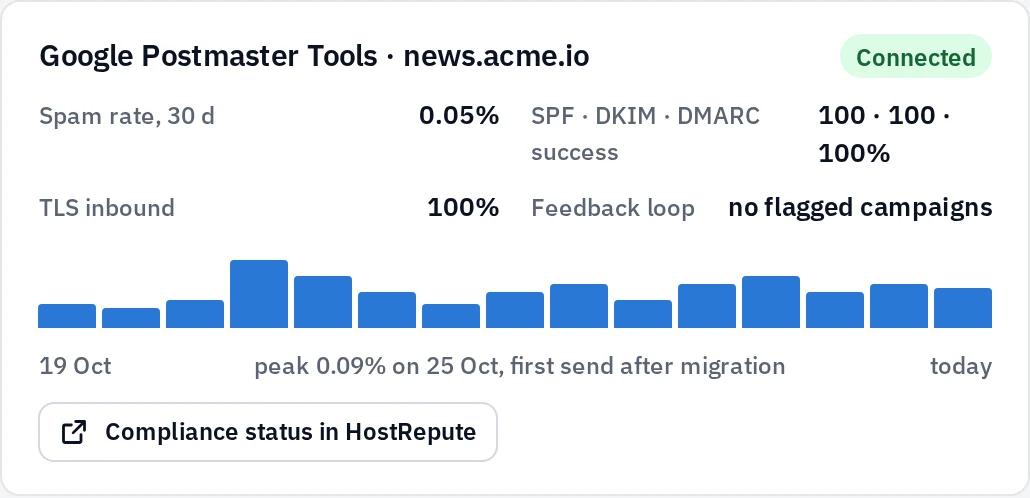 Google Postmaster Tools · news.acme.io
Connected
Spam rate, 30 d
0.05%
SPF · DKIM · DMARC
success
100 · 100 ·
100%
TLS inbound
100%
Feedback loop
no flagged campaigns
19 Oct
peak 0.09% on 25 Oct, first send after migration
today
Compliance status in HostRepute